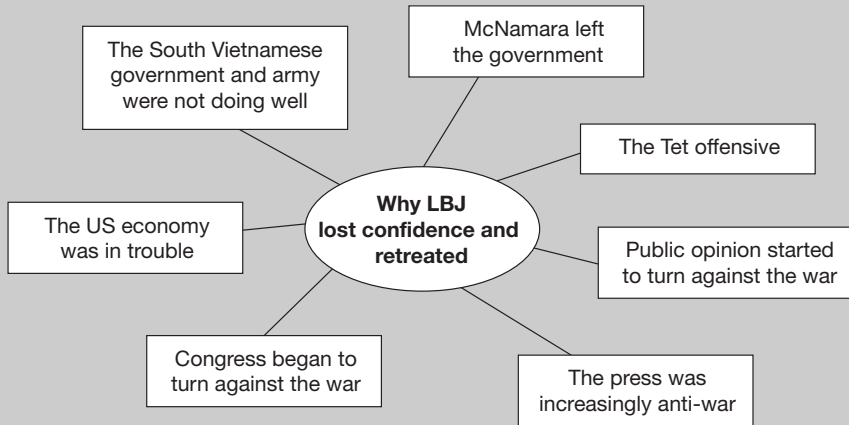 McNamara left
the government
The South Vietnamese
government and army
were not doing well
The Tet offensive
Why LBJ
lost confidence and
retreated
The US economy
was in trouble
Public opinion started
to turn against the war
Congress began to
turn against the war
The press was
increasingly anti-war